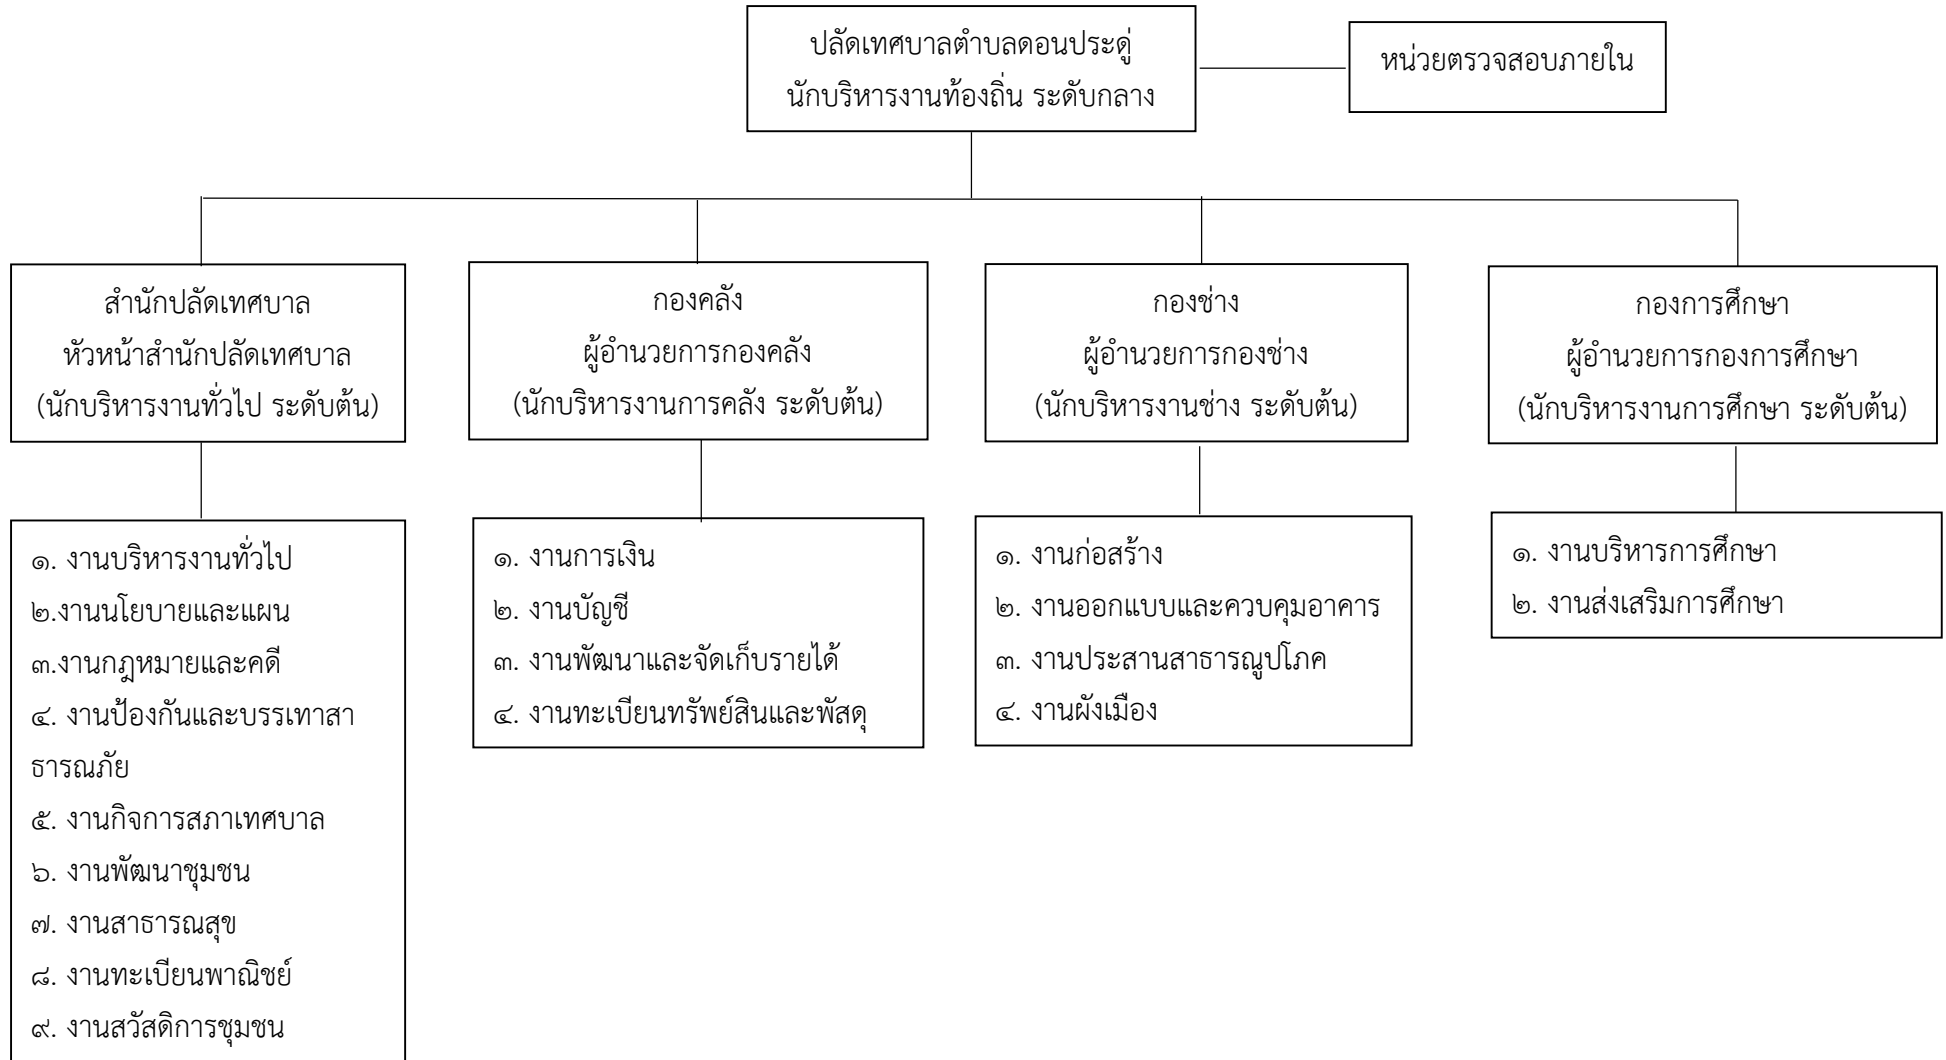 ปลัดเทศบาลตำบลดอนประดู่
นักบริหารงานท้องถิ่น ระดับกลาง
หน่วยตรวจสอบภายใน
สำนักปลัดเทศบาล
หัวหน้าสำนักปลัดเทศบาล
(นักบริหารงานทั่วไป ระดับต้น)
กองคลัง
ผู้อำนวยการกองคลัง
(นักบริหารงานการคลัง ระดับต้น)
กองช่าง
ผู้อำนวยการกองช่าง
(นักบริหารงานช่าง ระดับต้น)
กองการศึกษา
ผู้อำนวยการกองการศึกษา
(นักบริหารงานการศึกษา ระดับต้น)
๑. งานบริหารงานทั่วไป
๒.งานนโยบายและแผน
๓.งานกฎหมายและคดี
๔. งานป้องกันและบรรเทาสา
ธารณภัย
๕. งานกิจการสภาเทศบาล
๖. งานพัฒนาชุมชน
๗. งานสาธารณสุข
๘. งานทะเบียนพาณิชย์
๙. งานสวัสดิการชุมชน
๑. งานการเงิน
๒. งานบัญชี
๓. งานพัฒนาและจัดเก็บรายได้
๔. งานทะเบียนทรัพย์สินและพัสดุ
๑. งานก่อสร้าง
๒. งานออกแบบและควบคุมอาคาร
๓. งานประสานสาธารณูปโภค
๔. งานผังเมือง
๑. งานบริหารการศึกษา
๒. งานส่งเสริมการศึกษา